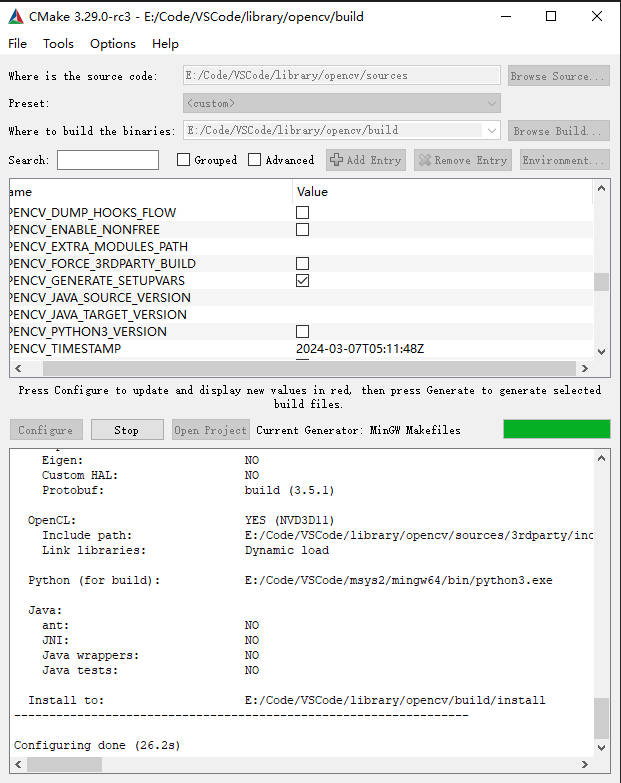 CMake 3.29.0-rc3 - E:/Code/VSCode/library/opencv/build
File Tools Options Help
Where is the source code: E:/Code/VSCode/library/opencv/sources Browse Source...
Preset: <custom>
Where to build the binaries: E:/Code/VSCode/library/opencv/build Browse Build...
Search: Grouped Advanced Add Entry Remove Entry Environment...
ame Value
PENCV_DUMP_HOOKS_FLOW
PENCV_ENABLE_NONFREE
PENCV_EXTRA_MODULES_PATH
PENCV_FORCE_3RDPARTY_BUILD
PENCV_GENERATE_SETUPVARS
PENCV_JAVA_SOURCE_VERSION
PENCV_JAVA_TARGET_VERSION
PENCV_PYTHON3_VERSION
PENCV_TIMESTAMP 2024-03-07T05:11:48Z
Press Configure to update and display new values in red, then press Generate to generate selected
build files.
Configure Stop Open Project Current Generator: MinGW Makefiles
Eigen: NO
Custom HAL: NO
Protobuf: build (3.5.1)
OpenCL: YES (NVD3D11)
Include path: E:/Code/VSCode/library/opencv/sources/3rdparty/inc
Link libraries: Dynamic load
Python (for build): E:/Code/VSCode/msys2/mingw64/bin/python3.exe
Java:
ant: NO
JNI: NO
Java wrappers: NO
Java tests: NO
Install to: E:/Code/VSCode/library/opencv/build/install
-----------------------------------------------------------------
Configuring done (26.2s)